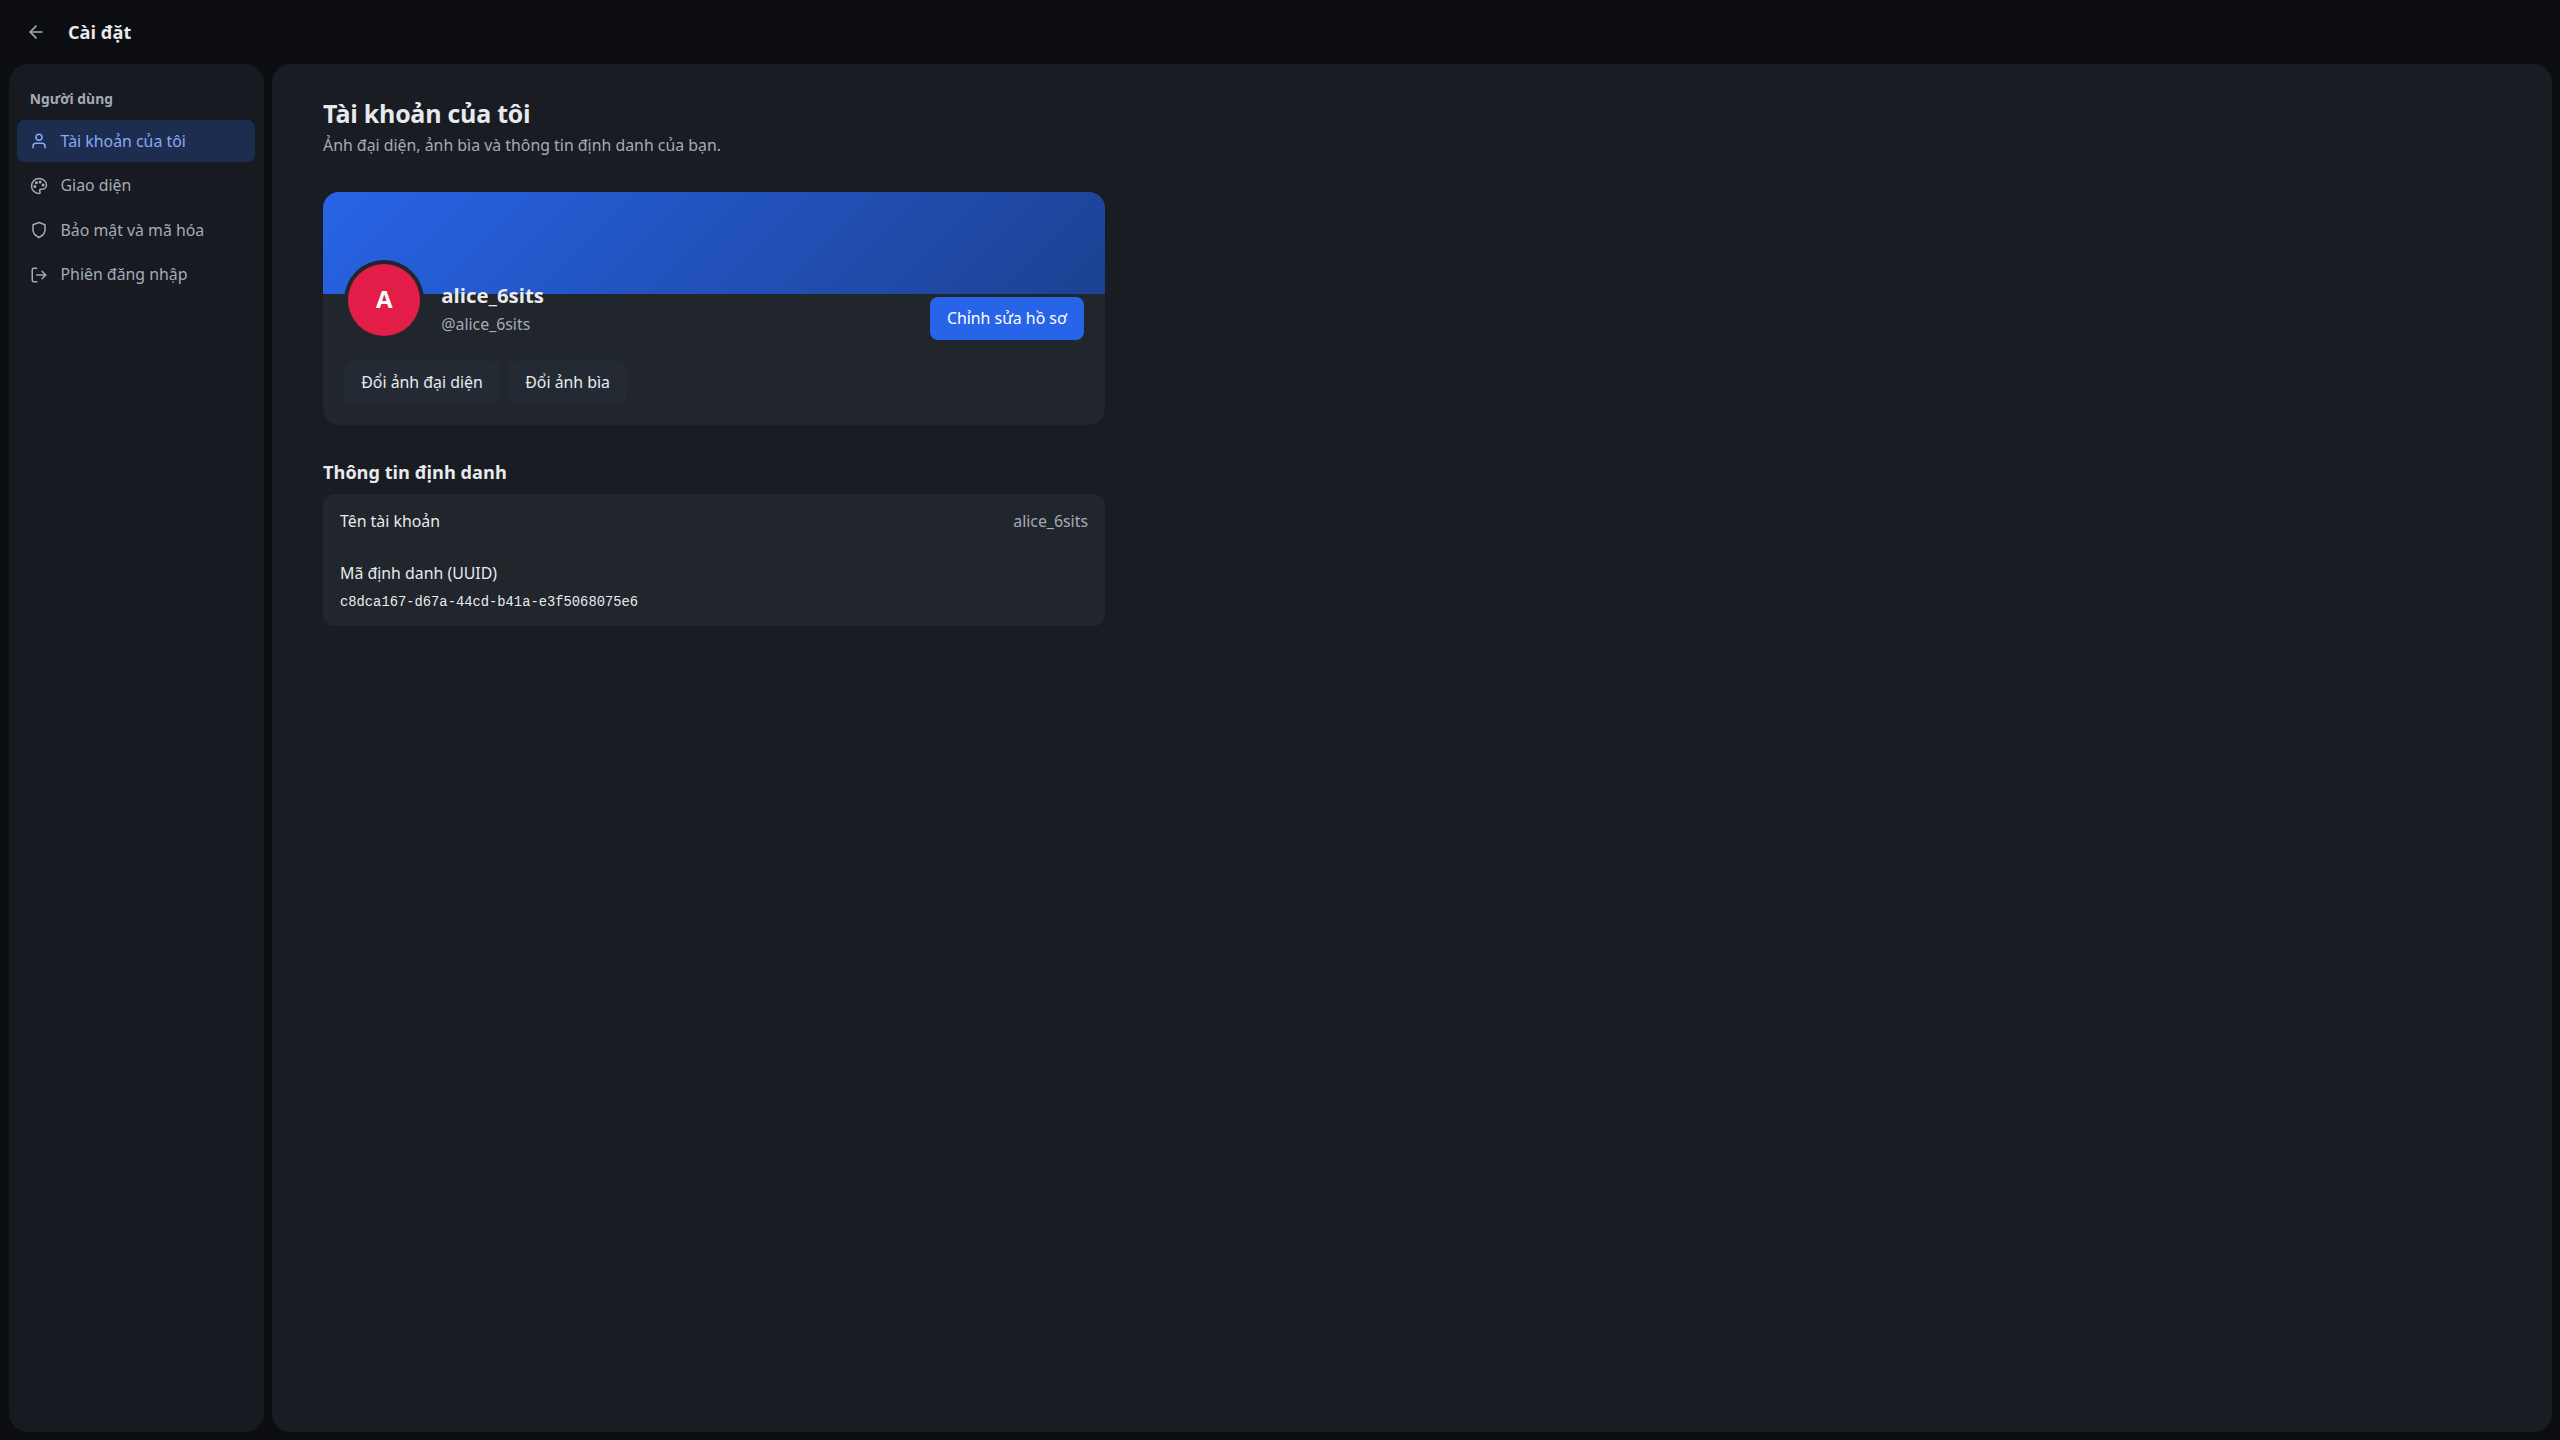 Cài đặt
Người dùng
Tài khoản của tôi
Giao diện
Bảo mật và mã hóa
Phiên đăng nhập
Tài khoản của tôi
Ảnh đại diện, ảnh bìa và thông tin định danh của bạn.
A
alice_6sits
@alice_6sits
Chỉnh sửa hồ sơ
Đổi ảnh đại diện
Đổi ảnh bìa
Thông tin định danh
Tên tài khoản
alice_6sits
Mã định danh (UUID)
c8dca167-d67a-44cd-b41a-e3f5068075e6